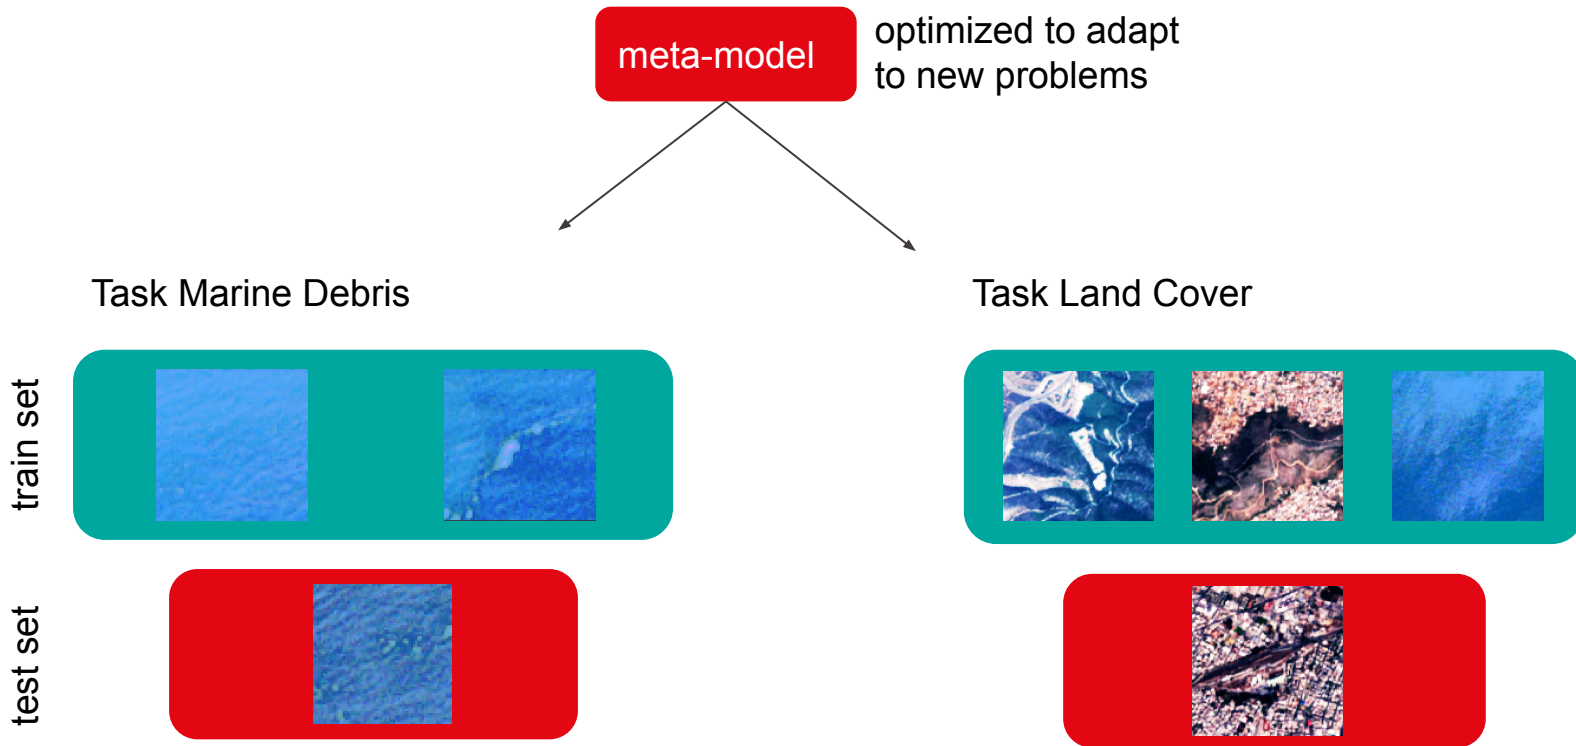 meta-model
optimized to adapt
to new problems
Task Marine Debris
Task Land Cover
train set
test set